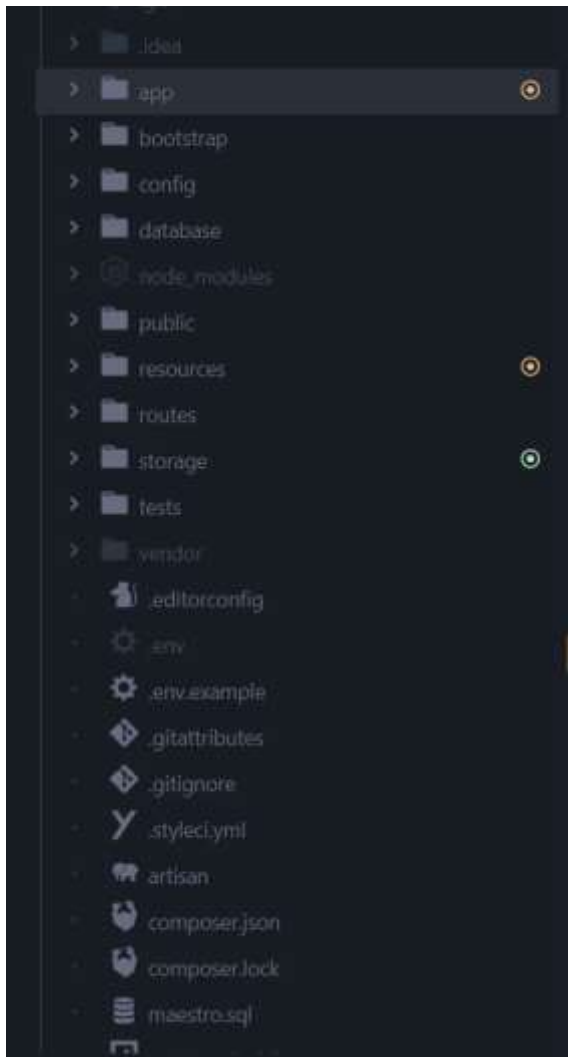 .idea
app
bootstrap
config
database
node_modules
public
resources
routes
storage
tests
vendor
.editorconfig
.env
.env.example
.gitattributes
.gitignore
.styleci.yml
artisan
composer.json
composer.lock
maestro.sql